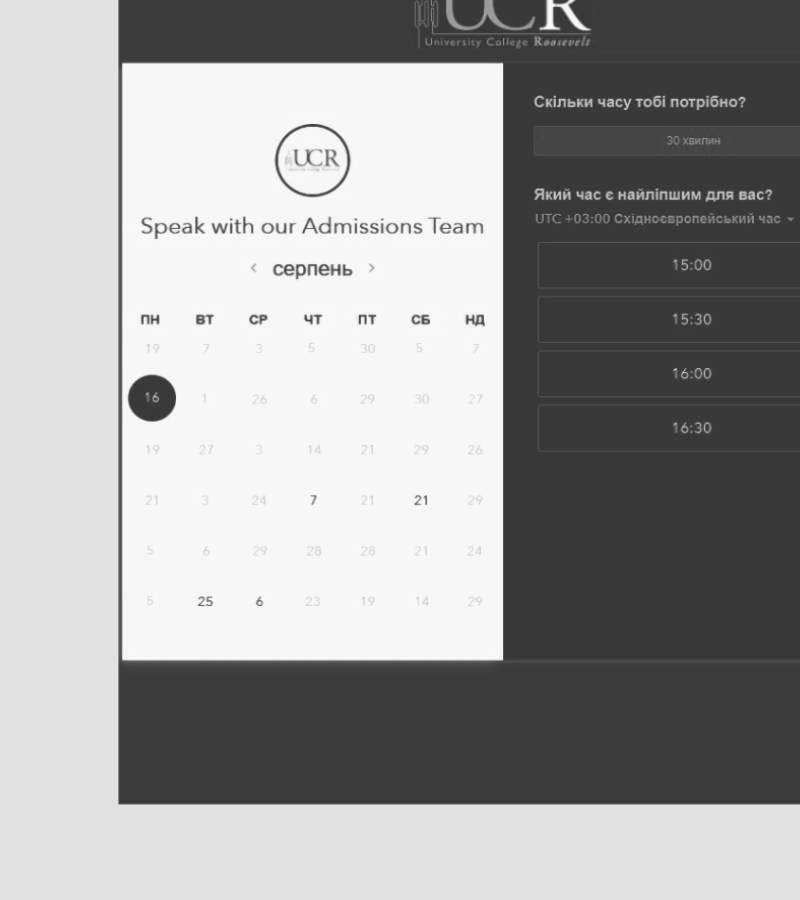 UCR
University College Roosevelt
UCR
Speak with our Admissions Team
< серпень >
ПН ВТ СР ЧТ ПТ СБ НД
19 7 3 5 30 5 7
16 1 26 6 29 30 27
19 27 3 14 21 29 26
21 3 24 7 21 21 29
5 6 29 28 28 21 24
5 25 6 23 19 14 29
Скільки часу тобі потрібно?
30 хвилин
Який час є найліпшим для вас?
UTC +03:00 Східноєвропейський час
15:00
15:30
16:00
16:30